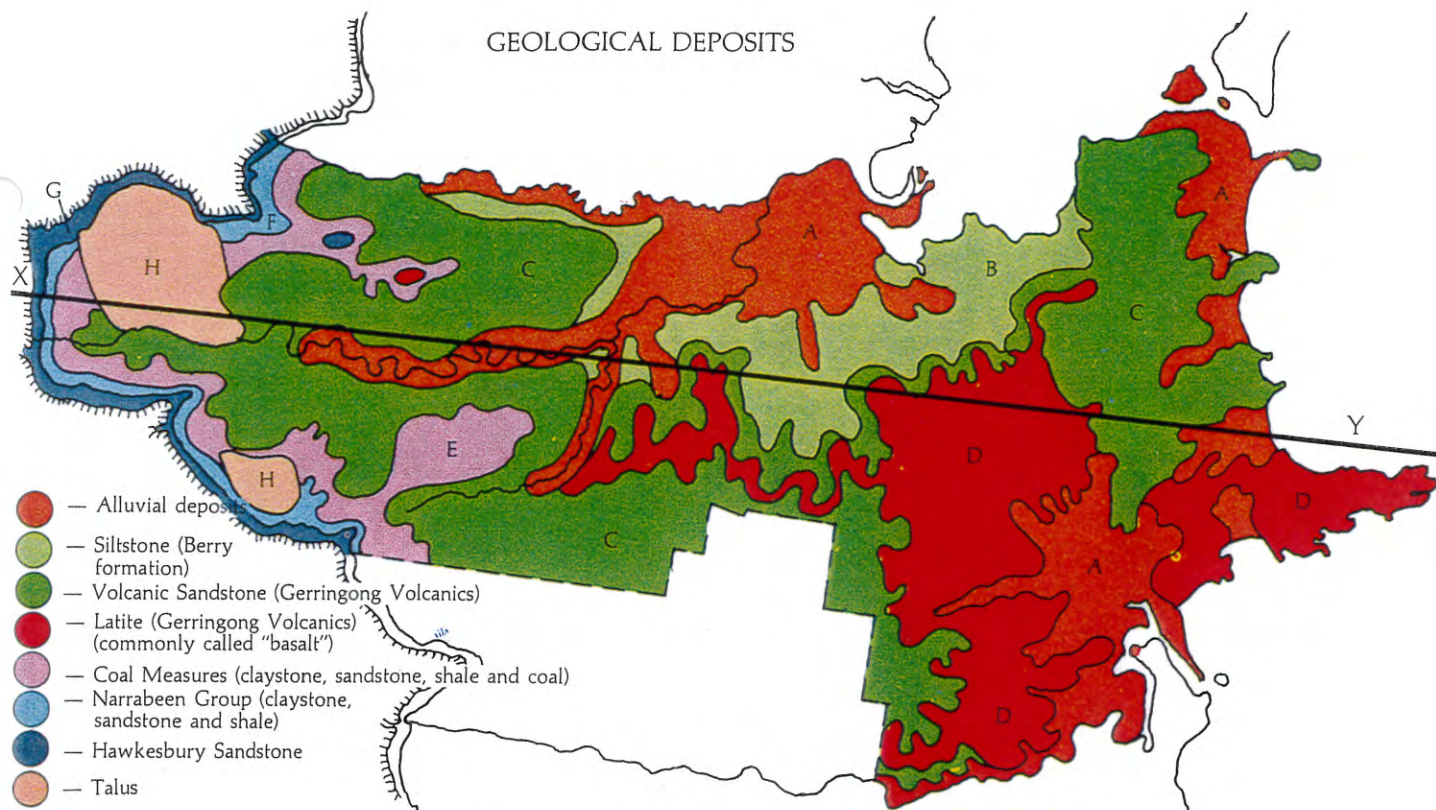 GEOLOGICAL DEPOSITS
G
F
A
H
C
A
B
X
C
Y
E
D
H
D
C
A
D
— Alluvial deposits
— Siltstone (Berry
formation)
— Volcanic Sandstone (Gerringong Volcanics)
— Latite (Gerringong Volcanics)
(commonly called "basalt")
— Coal Measures (claystone, sandstone, shale and coal)
— Narrabeen Group (claystone,
sandstone and shale)
— Hawkesbury Sandstone
— Talus